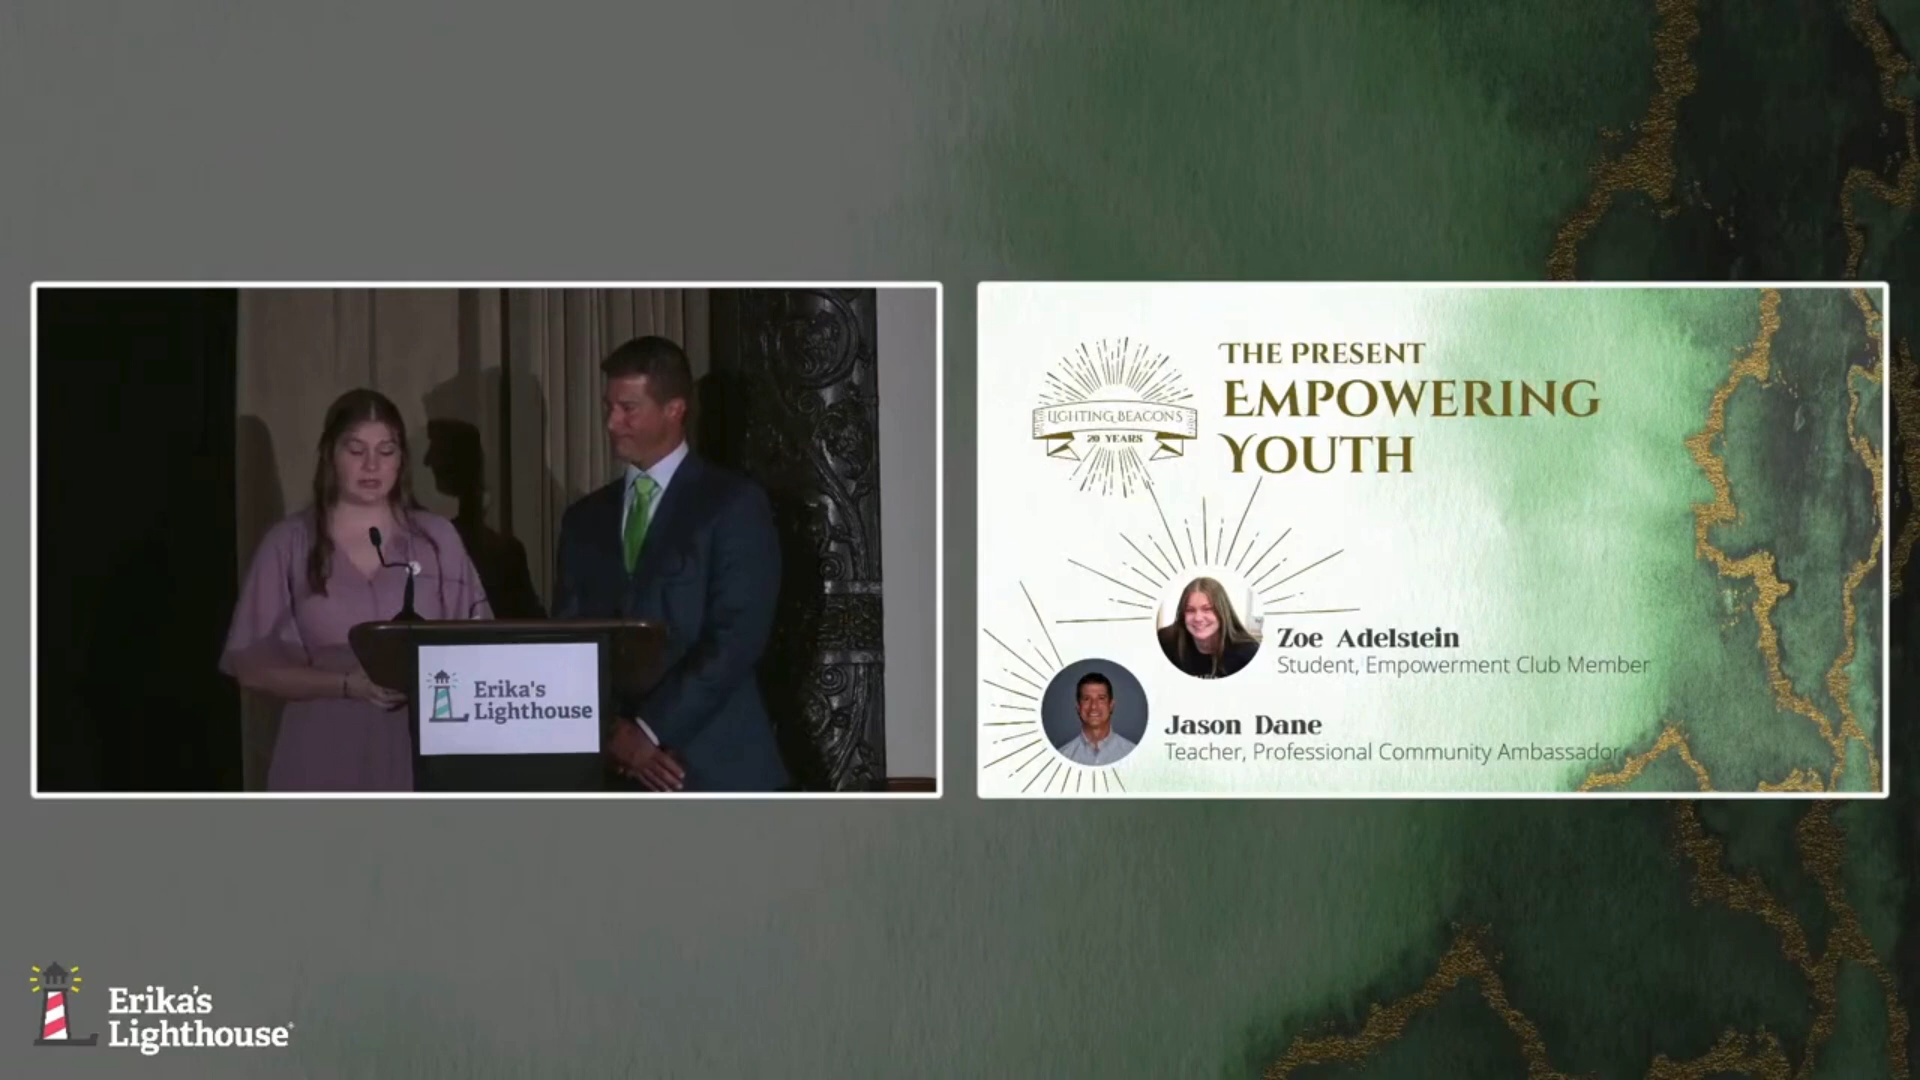 Erika's
Lighthouse
LIGHTING BEACONS
20 YEARS
THE PRESENT
EMPOWERING
YOUTH
Zoe Adelstein
Student, Empowerment Club Member
Jason Dane
Teacher, Professional Community Ambassador
Erika's
Lighthouse